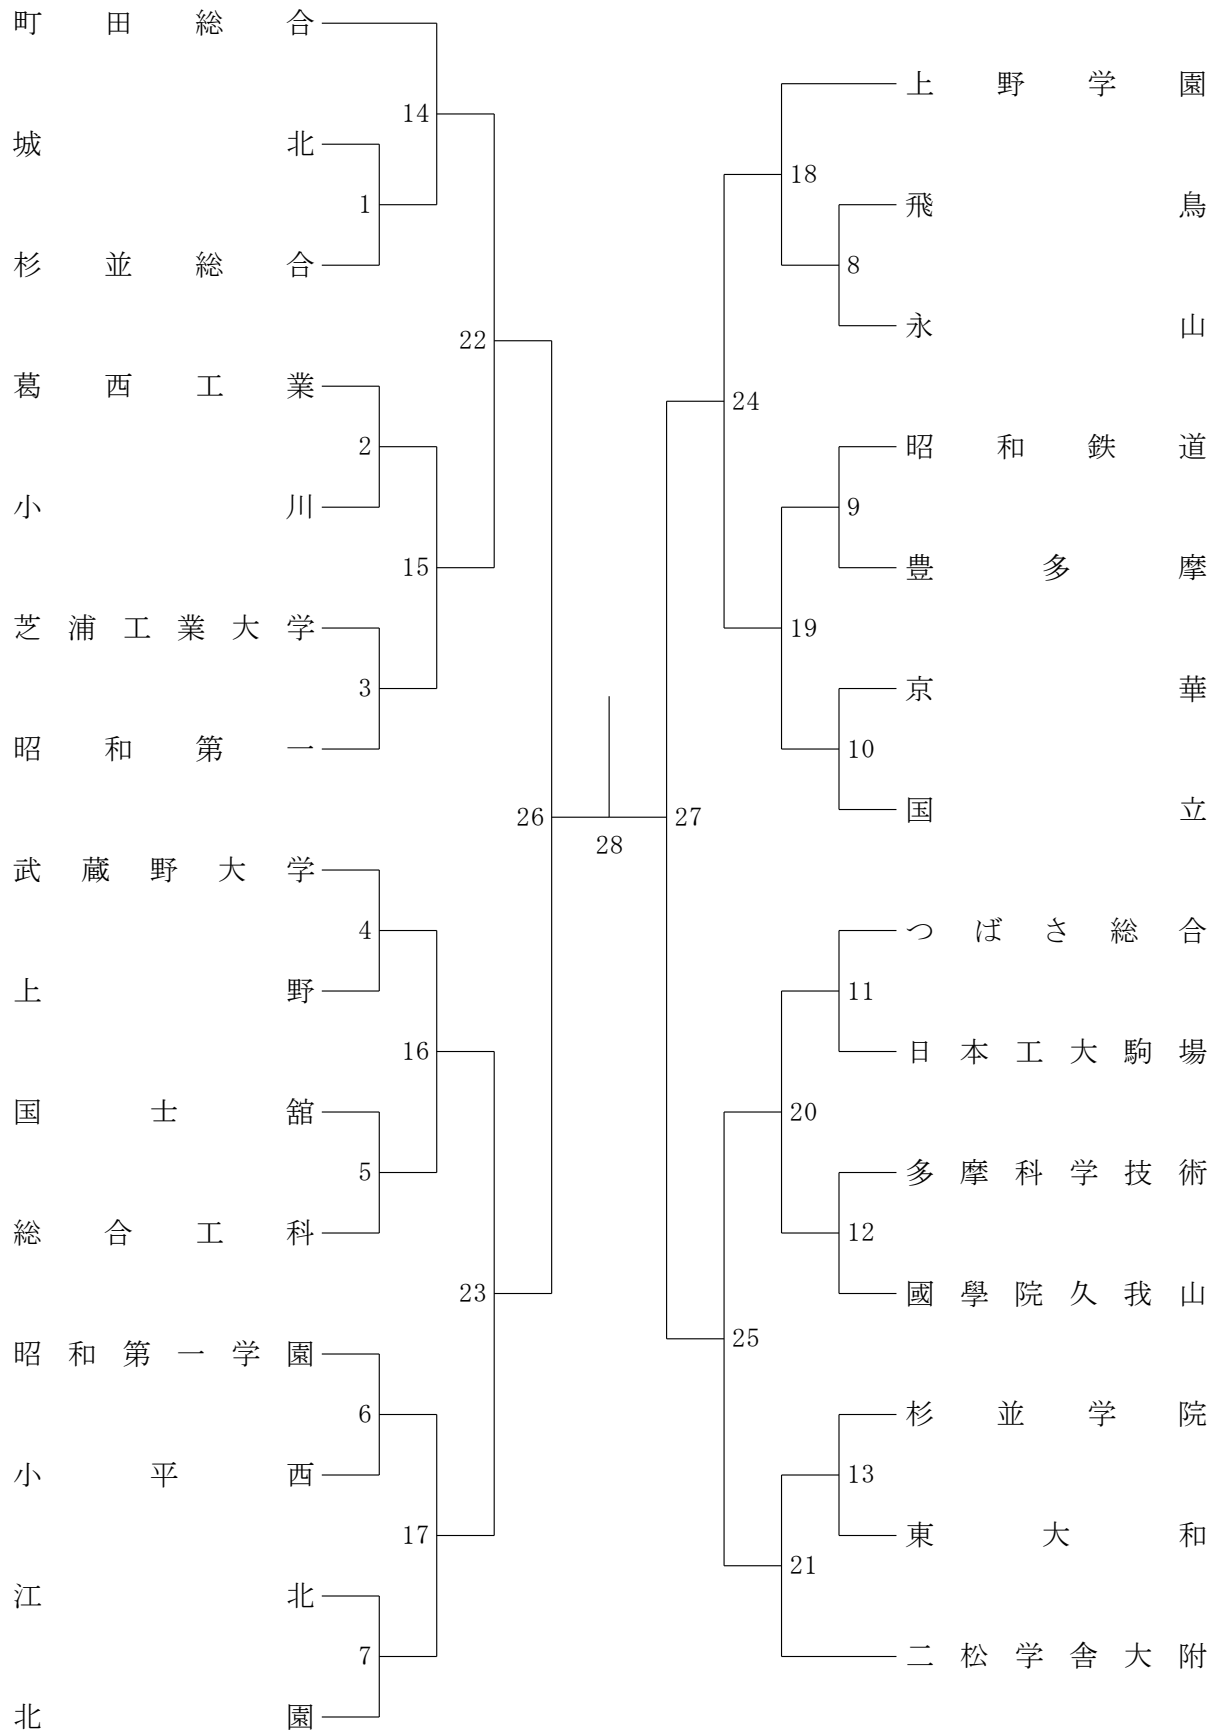 町田総合
14
城北
1
杉並総合
22
葛西工業
2
小川
15
芝浦工業大学
3
昭和第一
26
武蔵野大学
4
上野
16
国士舘
5
総合工科
23
昭和第一学園
6
小平西
17
江北
7
北園
28
上野学園
18
飛鳥
8
永山
24
昭和鉄道
9
豊多摩
19
京華
10
国立
27
つばさ総合
11
日本工大駒場
20
多摩科学技術
12
國學院久我山
25
杉並学院
13
東大和
21
二松学舎大附